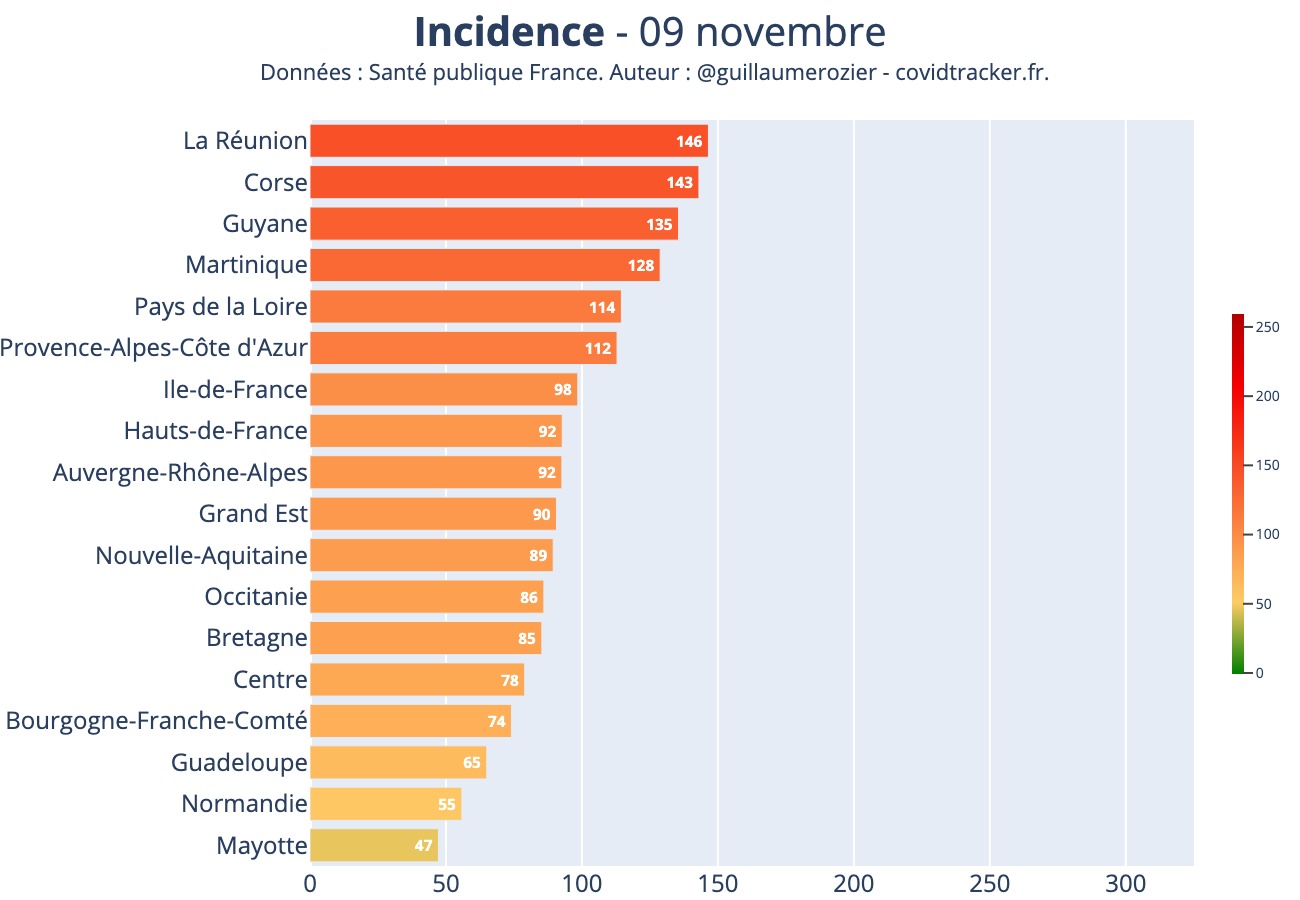 Incidence - 09 novembre
Données : Santé publique France. Auteur : @guillaumerozier - covidtracker.fr.
La Réunion 146
Corse 143
Guyane 135
Martinique 128
Pays de la Loire 114
Provence-Alpes-Côte d'Azur 112
Ile-de-France 98
Hauts-de-France 92
Auvergne-Rhône-Alpes 92
Grand Est 90
Nouvelle-Aquitaine 89
Occitanie 86
Bretagne 85
Centre 78
Bourgogne-Franche-Comté 74
Guadeloupe 65
Normandie 55
Mayotte 47
0 50 100 150 200 250 300
250
200
150
100
50
0